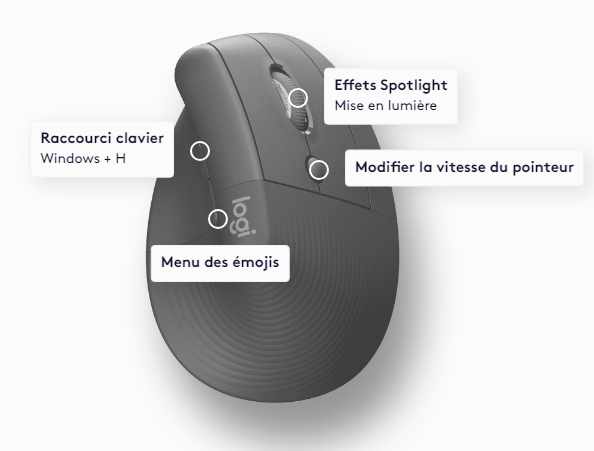 Effets Spotlight
Mise en lumière
Raccourci clavier
Windows + H
Modifier la vitesse du pointeur
logi
Menu des émojis